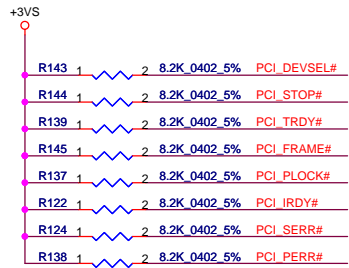 +3VS
R143 1 2 8.2K_0402_5% PCI_DEVSEL#
R144 1 2 8.2K_0402_5% PCI_STOP#
R139 1 2 8.2K_0402_5% PCI_TRDY#
R145 1 2 8.2K_0402_5% PCI_FRAME#
R137 1 2 8.2K_0402_5% PCI_PLOCK#
R122 1 2 8.2K_0402_5% PCI_IRDY#
R124 1 2 8.2K_0402_5% PCI_SERR#
R138 1 2 8.2K_0402_5% PCI_PERR#